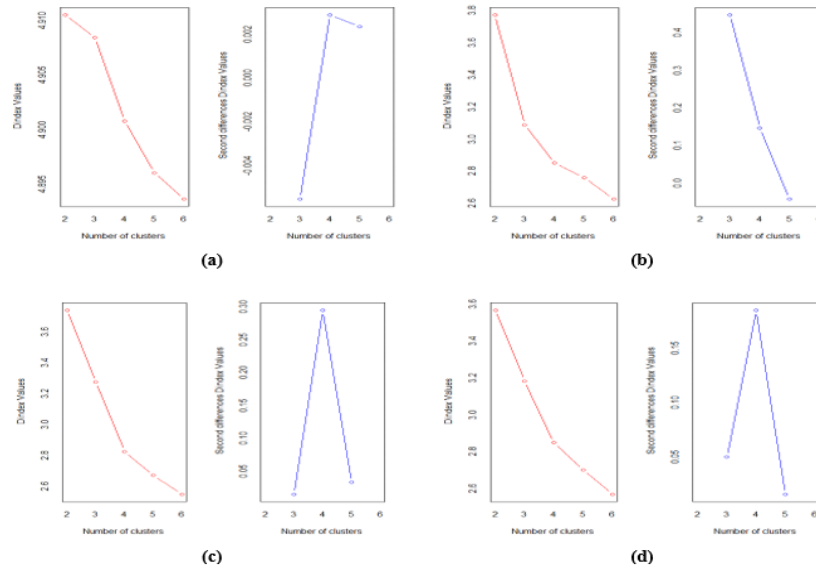 Dindex Values
4.895 4.900 4.905 4.910
2 3 4 5 6
Number of clusters
Second differences Dindex Values
-0.004 -0.002 0.000 0.002
2 3 4 5 6
Number of clusters
(a)
Dindex Values
2.6 2.8 3.0 3.2 3.4 3.6 3.8
2 3 4 5 6
Number of clusters
Second differences Dindex Values
0.0 0.1 0.2 0.3 0.4
2 3 4 5 6
Number of clusters
(b)
Dindex Values
2.6 2.8 3.0 3.2 3.4 3.6
2 3 4 5 6
Number of clusters
Second differences Dindex Values
0.05 0.10 0.15 0.20 0.25 0.30
2 3 4 5 6
Number of clusters
(c)
Dindex Values
2.6 2.8 3.0 3.2 3.4 3.6
2 3 4 5 6
Number of clusters
Second differences Dindex Values
0.05 0.10 0.15
2 3 4 5 6
Number of clusters
(d)